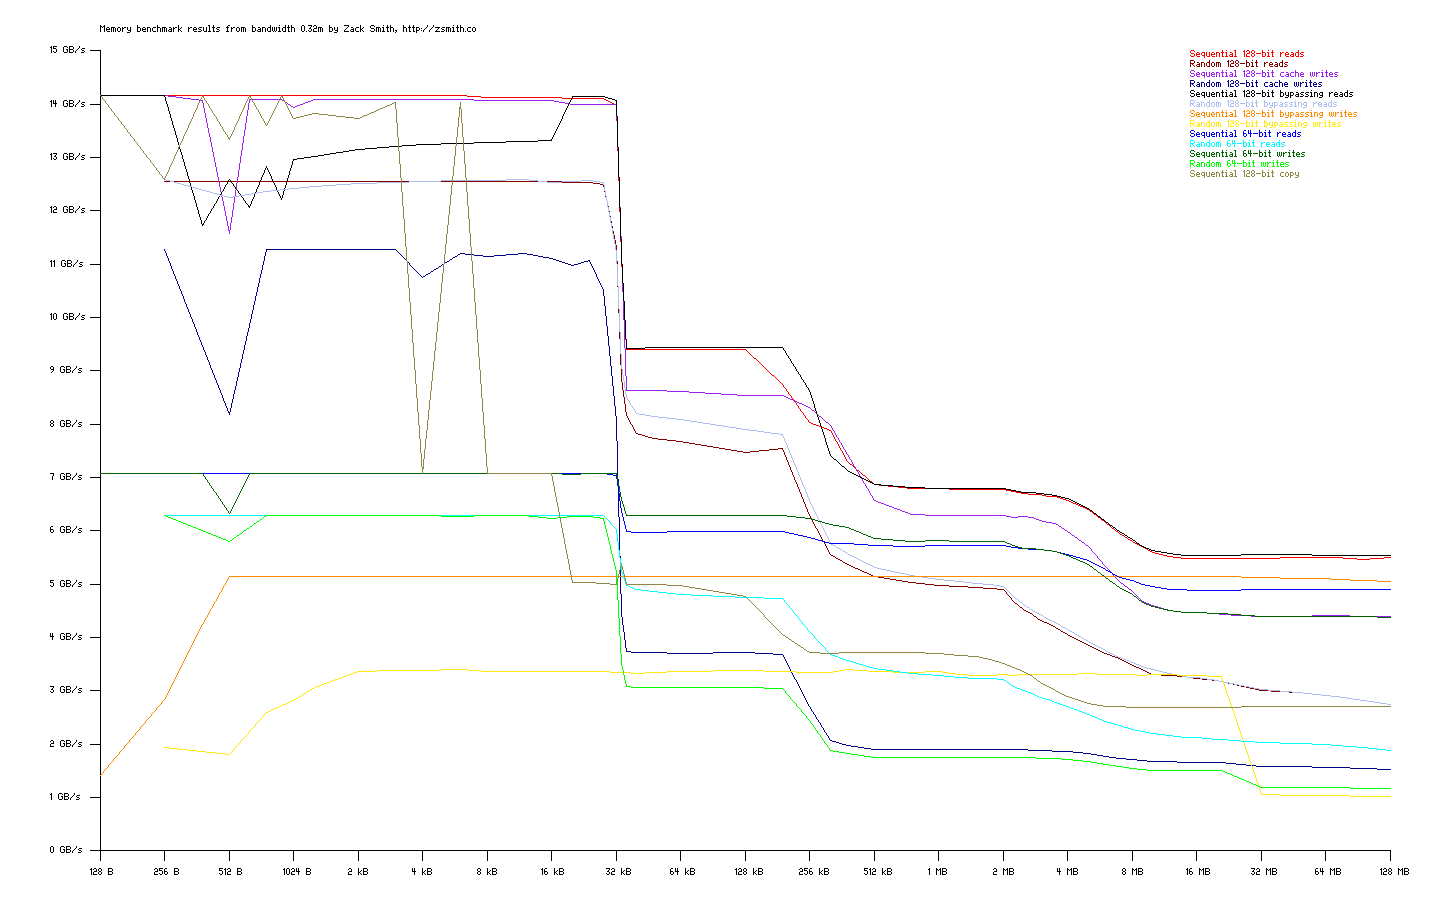 Memory benchmark results from bandwidth 0.32m by Zack Smith, http://zsmith.co
15 GB/s
14 GB/s
13 GB/s
12 GB/s
11 GB/s
10 GB/s
9 GB/s
8 GB/s
7 GB/s
6 GB/s
5 GB/s
4 GB/s
3 GB/s
2 GB/s
1 GB/s
0 GB/s
Sequential 128-bit reads
Random 128-bit reads
Sequential 128-bit cache writes
Random 128-bit cache writes
Sequential 128-bit bypassing reads
Random 128-bit bypassing reads
Sequential 128-bit bypassing writes
Random 128-bit bypassing writes
Sequential 64-bit reads
Random 64-bit reads
Sequential 64-bit writes
Random 64-bit writes
Sequential 128-bit copy
128 B 256 B 512 B 1024 B 2 kB 4 kB 8 kB 16 kB 32 kB 64 kB 128 kB 256 kB 512 kB 1 MB 2 MB 4 MB 8 MB 16 MB 32 MB 64 MB 128 MB